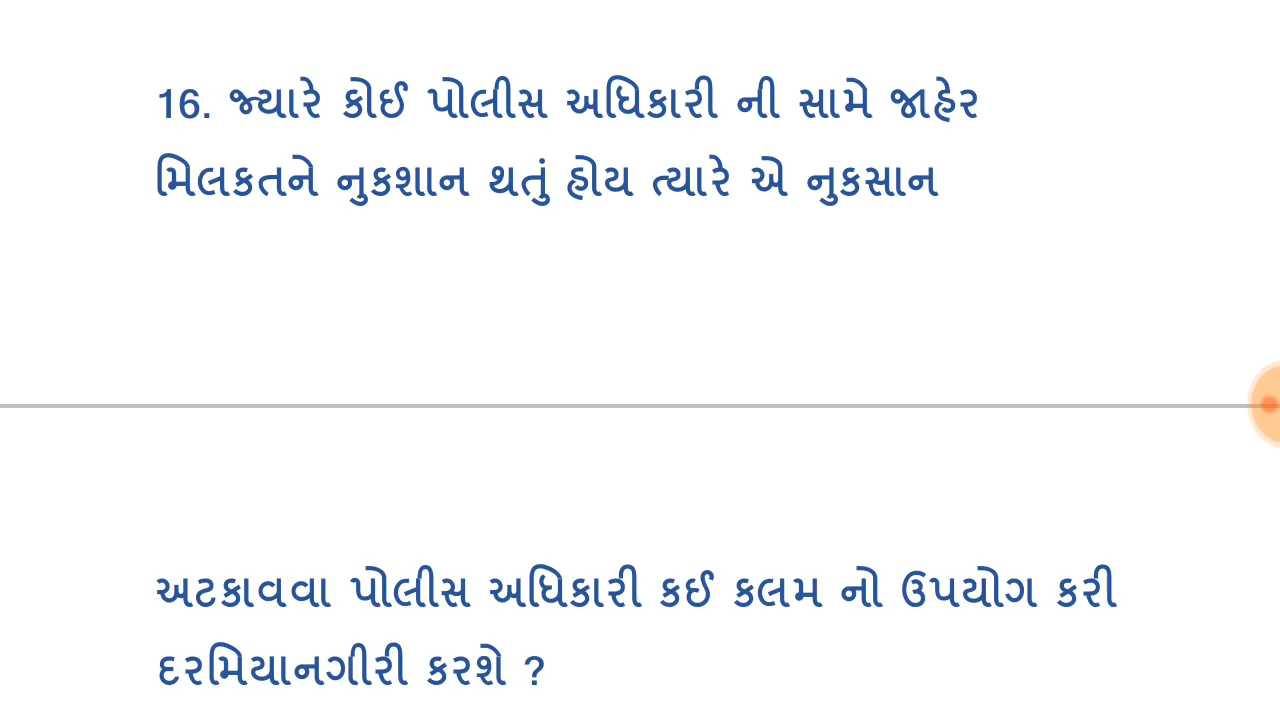 16. જ્યારે કોઈ પોલીસ અધિકારી ની સામે જાહેર
મિલકતને નુકશાન થતું હોય ત્યારે એ નુકસાન
અટકાવવા પોલીસ અધિકારી કઈ કલમ નો ઉપયોગ કરી
દરમિયાનગીરી કરશે ?